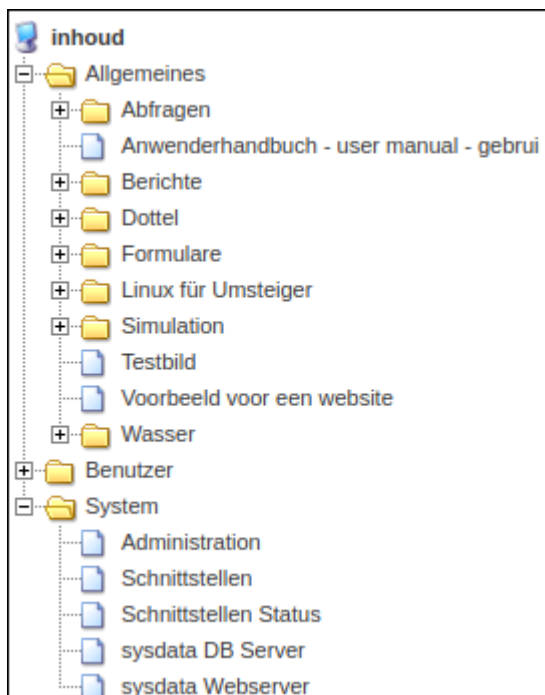 inhoud
Allgemeines
Abfragen
Anwenderhandbuch - user manual - gebrui
Berichte
Dottel
Formulare
Linux für Umsteiger
Simulation
Testbild
Voorbeeld voor een website
Wasser
Benutzer
System
Administration
Schnittstellen
Schnittstellen Status
sysdata DB Server
sysdata Webserver